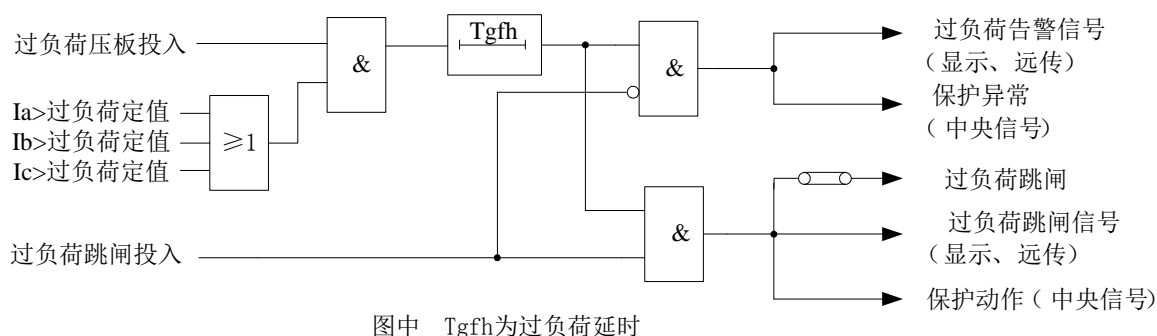 过负荷压板投入
Ia>过负荷定值
Ib>过负荷定值
Ic>过负荷定值
≥1
&
Tgfh
&
过负荷告警信号
（显示、远传）
保护异常
（中央信号）
过负荷跳闸投入
&
过负荷跳闸
过负荷跳闸信号
（显示、远传）
保护动作（中央信号）
图中 Tgfh为过负荷延时